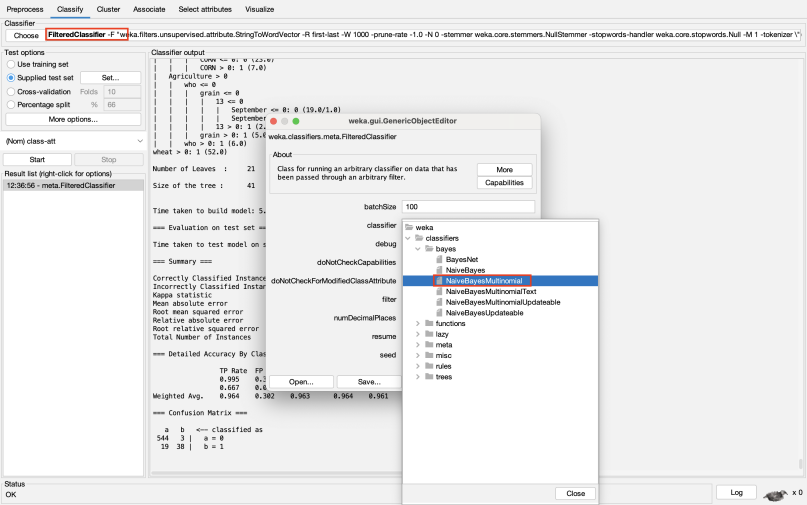 Preprocess Classify Cluster Associate Select attributes Visualize
Classifier
Choose FilteredClassifier -F "weka.filters.unsupervised.attribute.StringToWordVector -R first-last -W 1000 -prune-rate -1.0 -N 0 -stemmer weka.core.stemmers.NullStemmer -stopwords-handler weka.core.stopwords.Null -M 1 -tokenizer \"
Test options
Use training set
Supplied test set Set...
Cross-validation Folds 10
Percentage split % 66
More options...
(Nom) class-att
Start Stop
Result list (right-click for options)
12:36:56 - meta.FilteredClassifier
Classifier output
| | | CORN <= 0: 0 (23.0)
| | | CORN > 0: 1 (7.0)
| Agriculture > 0
| | who <= 0
| | | grain <= 0
| | | | 13 <= 0
| | | | | September <= 0: 0 (19.0/1.0)
| | | | | September
| | | | 13 > 0: 1 (2.
| | | grain > 0: 1 (5.
| | who > 0: 1 (6.0)
wheat > 0: 1 (52.0)
Number of Leaves : 21
Size of the tree : 41
Time taken to build model: 5.
=== Evaluation on test set ==
Time taken to test model on s
=== Summary ===
Correctly Classified Instance
Incorrectly Classified Instan
Kappa statistic
Mean absolute error
Root mean squared error
Relative absolute error
Root relative squared error
Total Number of Instances
=== Detailed Accuracy By Clas
TP Rate FP
0.995 0.3
0.667 0.0
Weighted Avg. 0.964 0.302 0.963 0.964 0.961
=== Confusion Matrix ===
a b <-- classified as
544 3 | a = 0
19 38 | b = 1
weka.gui.GenericObjectEditor
weka.classifiers.meta.FilteredClassifier
About
Class for running an arbitrary classifier on data that has
been passed through an arbitrary filter.
More
Capabilities
batchSize 100
classifier
debug
doNotCheckCapabilities
doNotCheckForModifiedClassAttribute
filter
numDecimalPlaces
resume
seed
Open... Save...
weka
classifiers
bayes
BayesNet
NaiveBayes
NaiveBayesMultinomial
NaiveBayesMultinomialText
NaiveBayesMultinomialUpdateable
NaiveBayesUpdateable
functions
lazy
meta
misc
rules
trees
Close
Status
OK
Log x 0